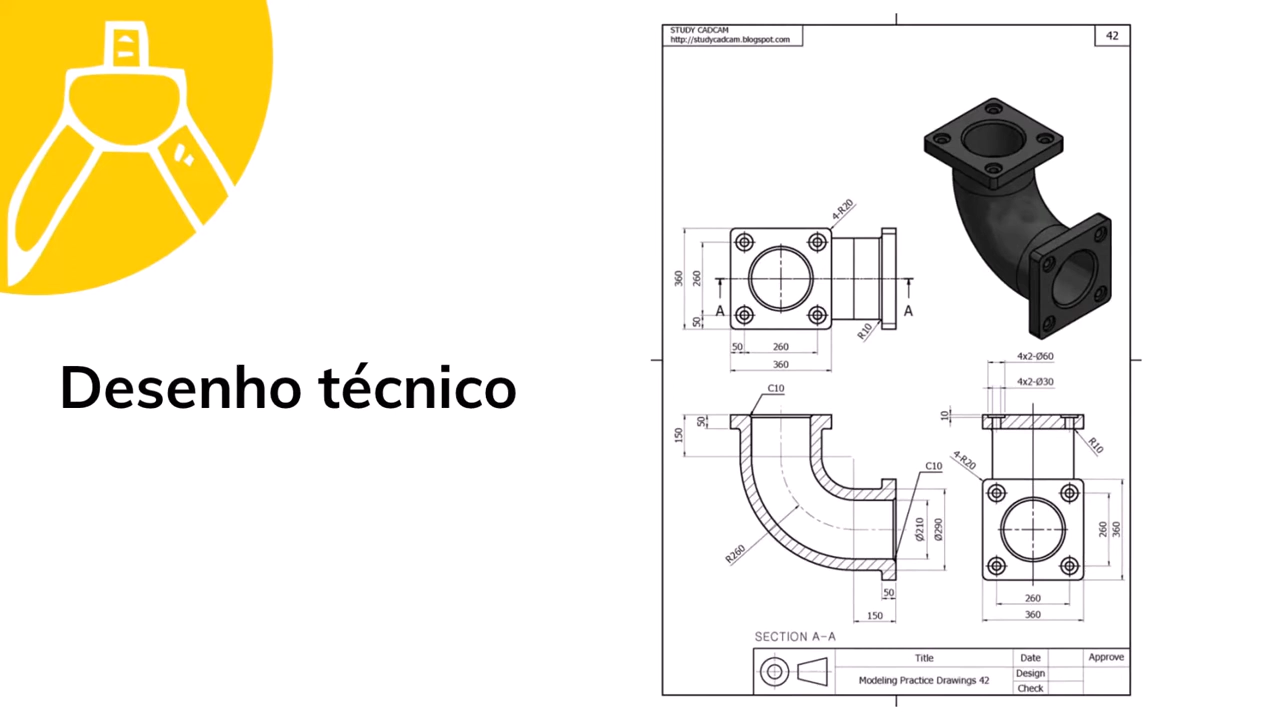 Desenho técnico
STUDY CADCAM
http://studycadcam.blogspot.com
42
4-R20
360
260
50
A
A
R10
50
260
360
4x2-Ø60
4x2-Ø30
C10
150
50
10
R10
4-R20
C10
R260
Ø210
Ø290
260
360
50
150
260
360
SECTION A-A
Title
Date
Approve
Modeling Practice Drawings 42
Design
Check